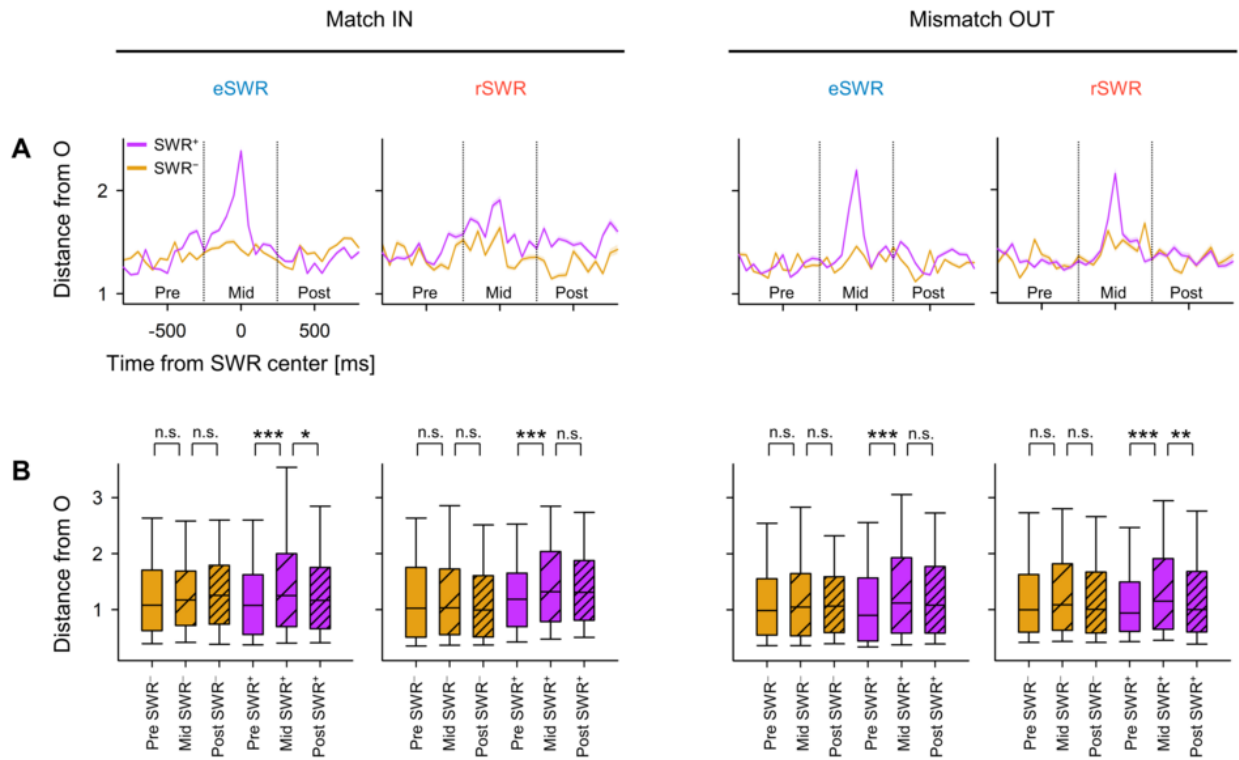 Match IN
Mismatch OUT
eSWR
rSWR
eSWR
rSWR
A
Distance from O
2
1
SWR⁺
SWR⁻
Pre Mid Post
Pre Mid Post
Pre Mid Post
Pre Mid Post
-500 0 500
Time from SWR center [ms]
B
Distance from O
3
2
1
n.s. n.s. *** *
n.s. n.s. *** n.s.
n.s. n.s. *** n.s.
n.s. n.s. *** **
Pre SWR⁻
Mid SWR⁻
Post SWR⁻
Pre SWR⁺
Mid SWR⁺
Post SWR⁺
Pre SWR⁻
Mid SWR⁻
Post SWR⁻
Pre SWR⁺
Mid SWR⁺
Post SWR⁺
Pre SWR⁻
Mid SWR⁻
Post SWR⁻
Pre SWR⁺
Mid SWR⁺
Post SWR⁺
Pre SWR⁻
Mid SWR⁻
Post SWR⁻
Pre SWR⁺
Mid SWR⁺
Post SWR⁺